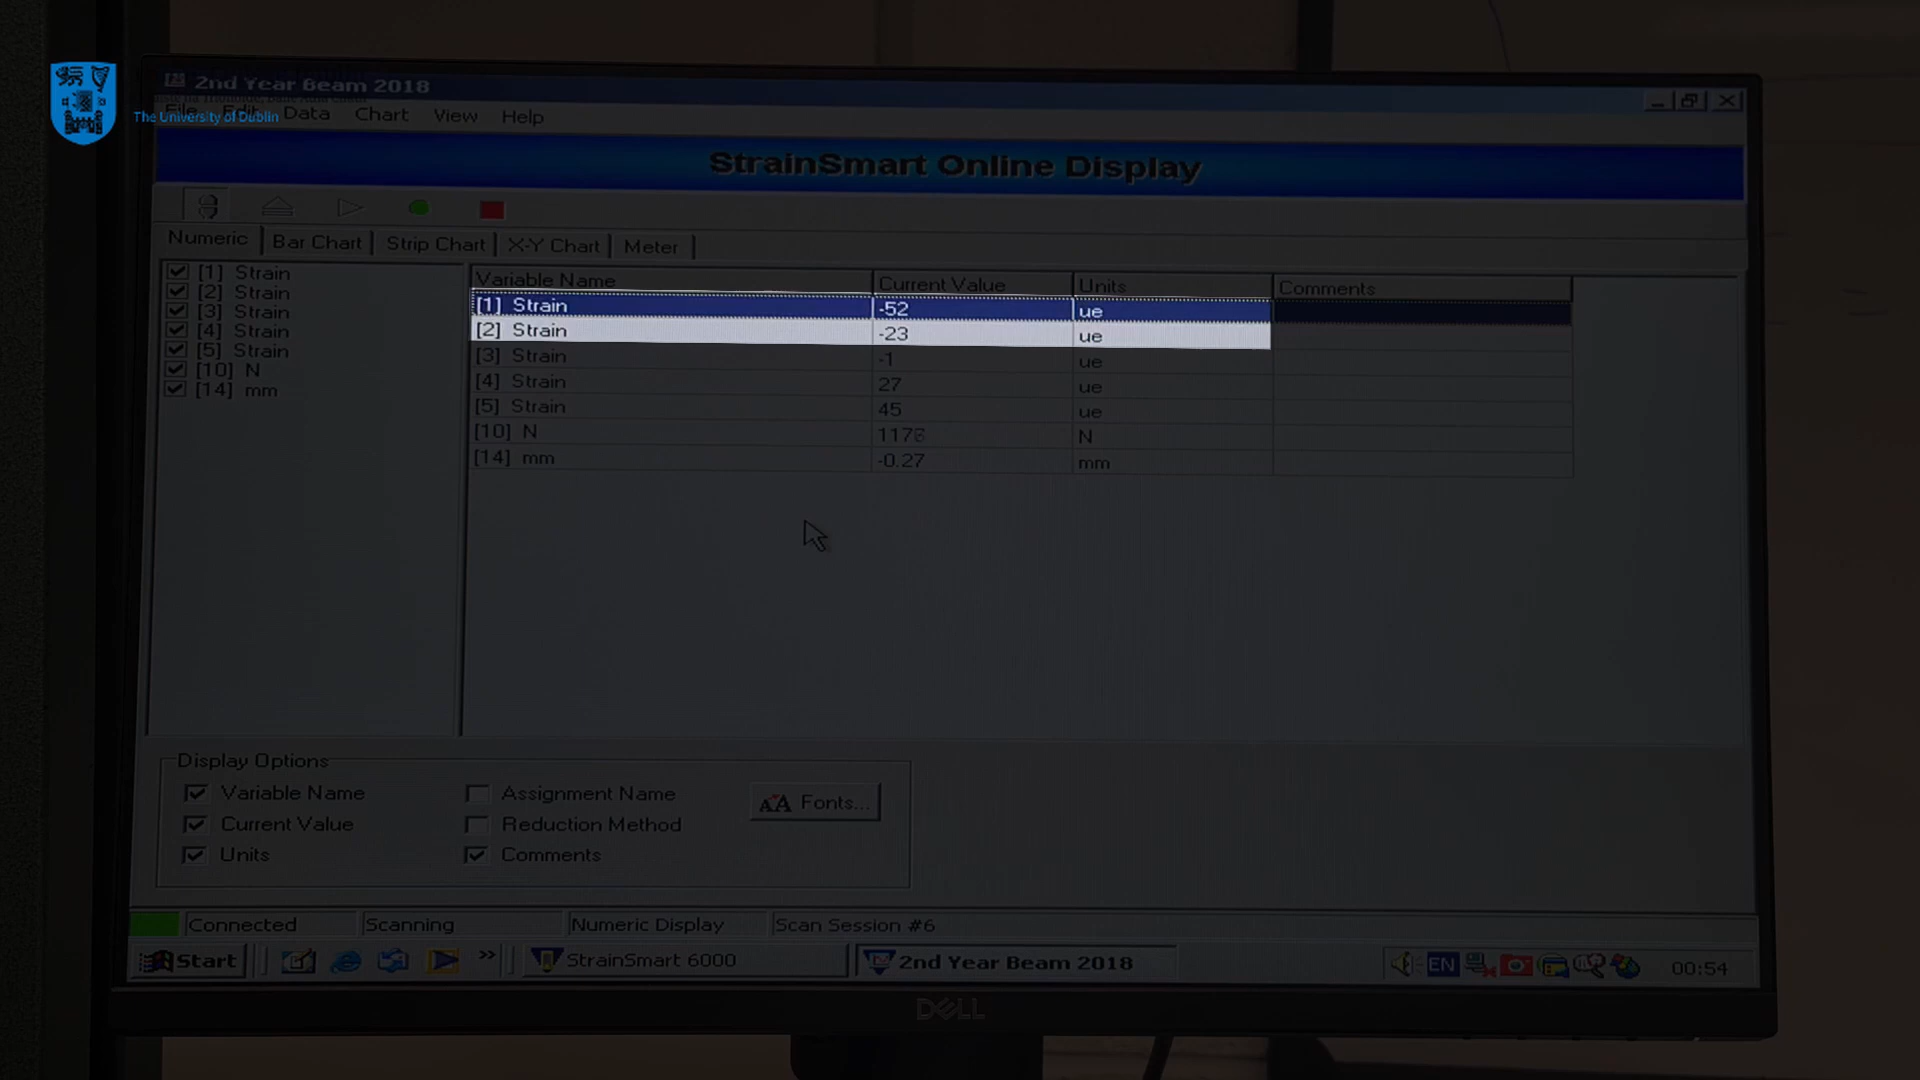 2nd Year Beam 2018
The University of Dublin
File Edit Data Chart View Help
StrainSmart Online Display
Numeric Bar Chart Strip Chart X-Y Chart Meter
[1] Strain
[2] Strain
[3] Strain
[4] Strain
[5] Strain
[10] N
[14] mm
Variable Name Current Value Units Comments
[1] Strain -52 ue
[2] Strain -23 ue
[3] Strain -1 ue
[4] Strain 27 ue
[5] Strain 45 ue
[10] N 1176 N
[14] mm -0.27 mm
Display Options
Variable Name Assignment Name
Current Value Reduction Method
Units Comments
AA Fonts...
Connected Scanning Numeric Display Scan Session #6
Start » StrainSmart 6000 2nd Year Beam 2018 EN 00:54
DELL